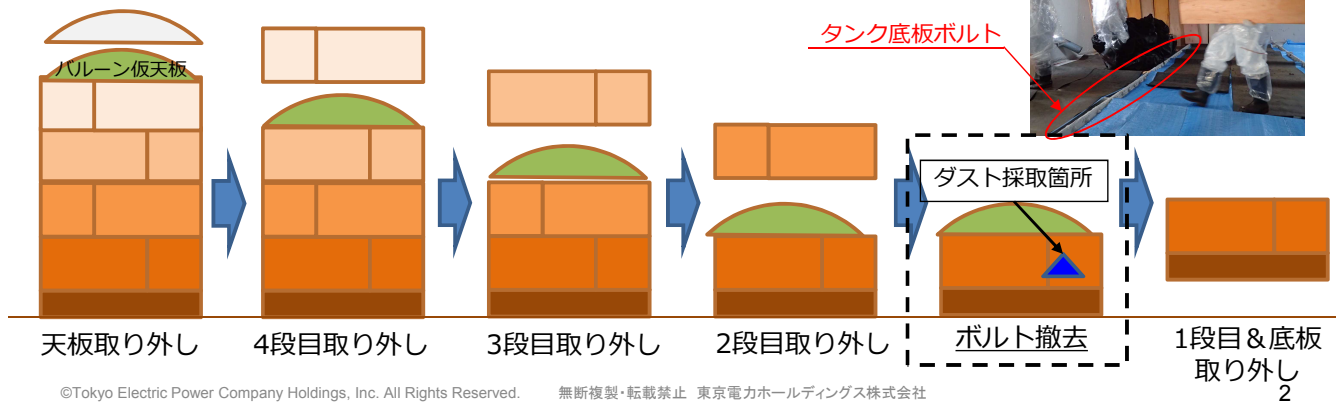 タンク底板ボルト
バルーン仮天板
ダスト採取箇所
天板取り外し
4段目取り外し
3段目取り外し
2段目取り外し
ボルト撤去
1段目&底板
取り外し
©Tokyo Electric Power Company Holdings, Inc. All Rights Reserved. 無断複製・転載禁止 東京電力ホールディングス株式会社
2